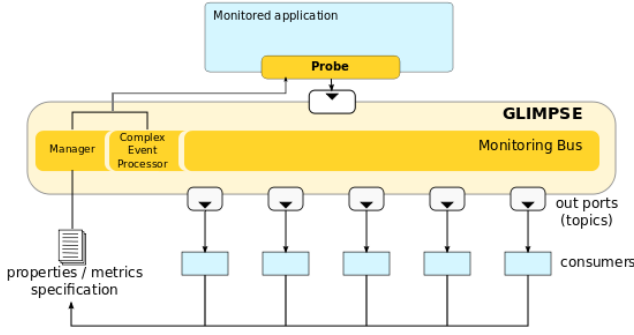 Monitored application
Probe
GLIMPSE
Manager
Complex
Event
Processor
Monitoring Bus
out ports
(topics)
consumers
properties / metrics
specification